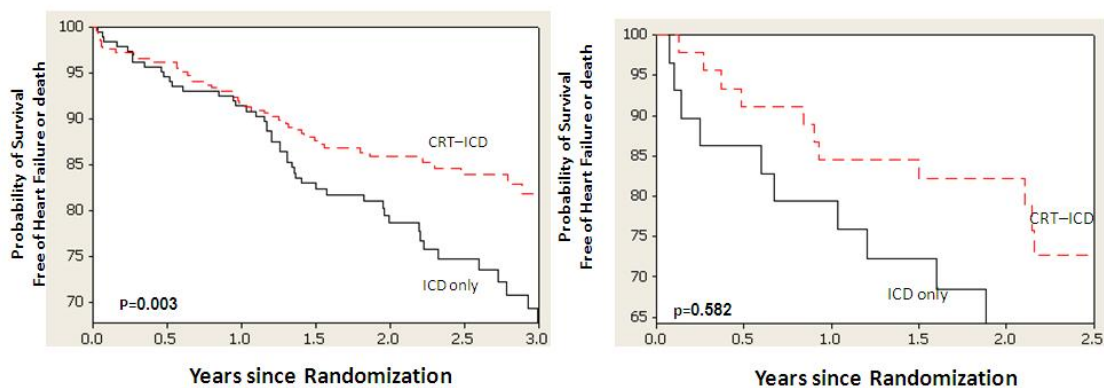 Probability of Survival
Free of Heart Failure or death
100
95
90
85
80
75
70
CRT–ICD
ICD only
P=0.003
0.0 0.5 1.0 1.5 2.0 2.5 3.0
Years since Randomization
Probability of Survival
Free of Heart Failure or death
100
95
90
85
80
75
70
65
CRT–ICD
ICD only
p=0.582
0.0 0.5 1.0 1.5 2.0 2.5
Years since Randomization